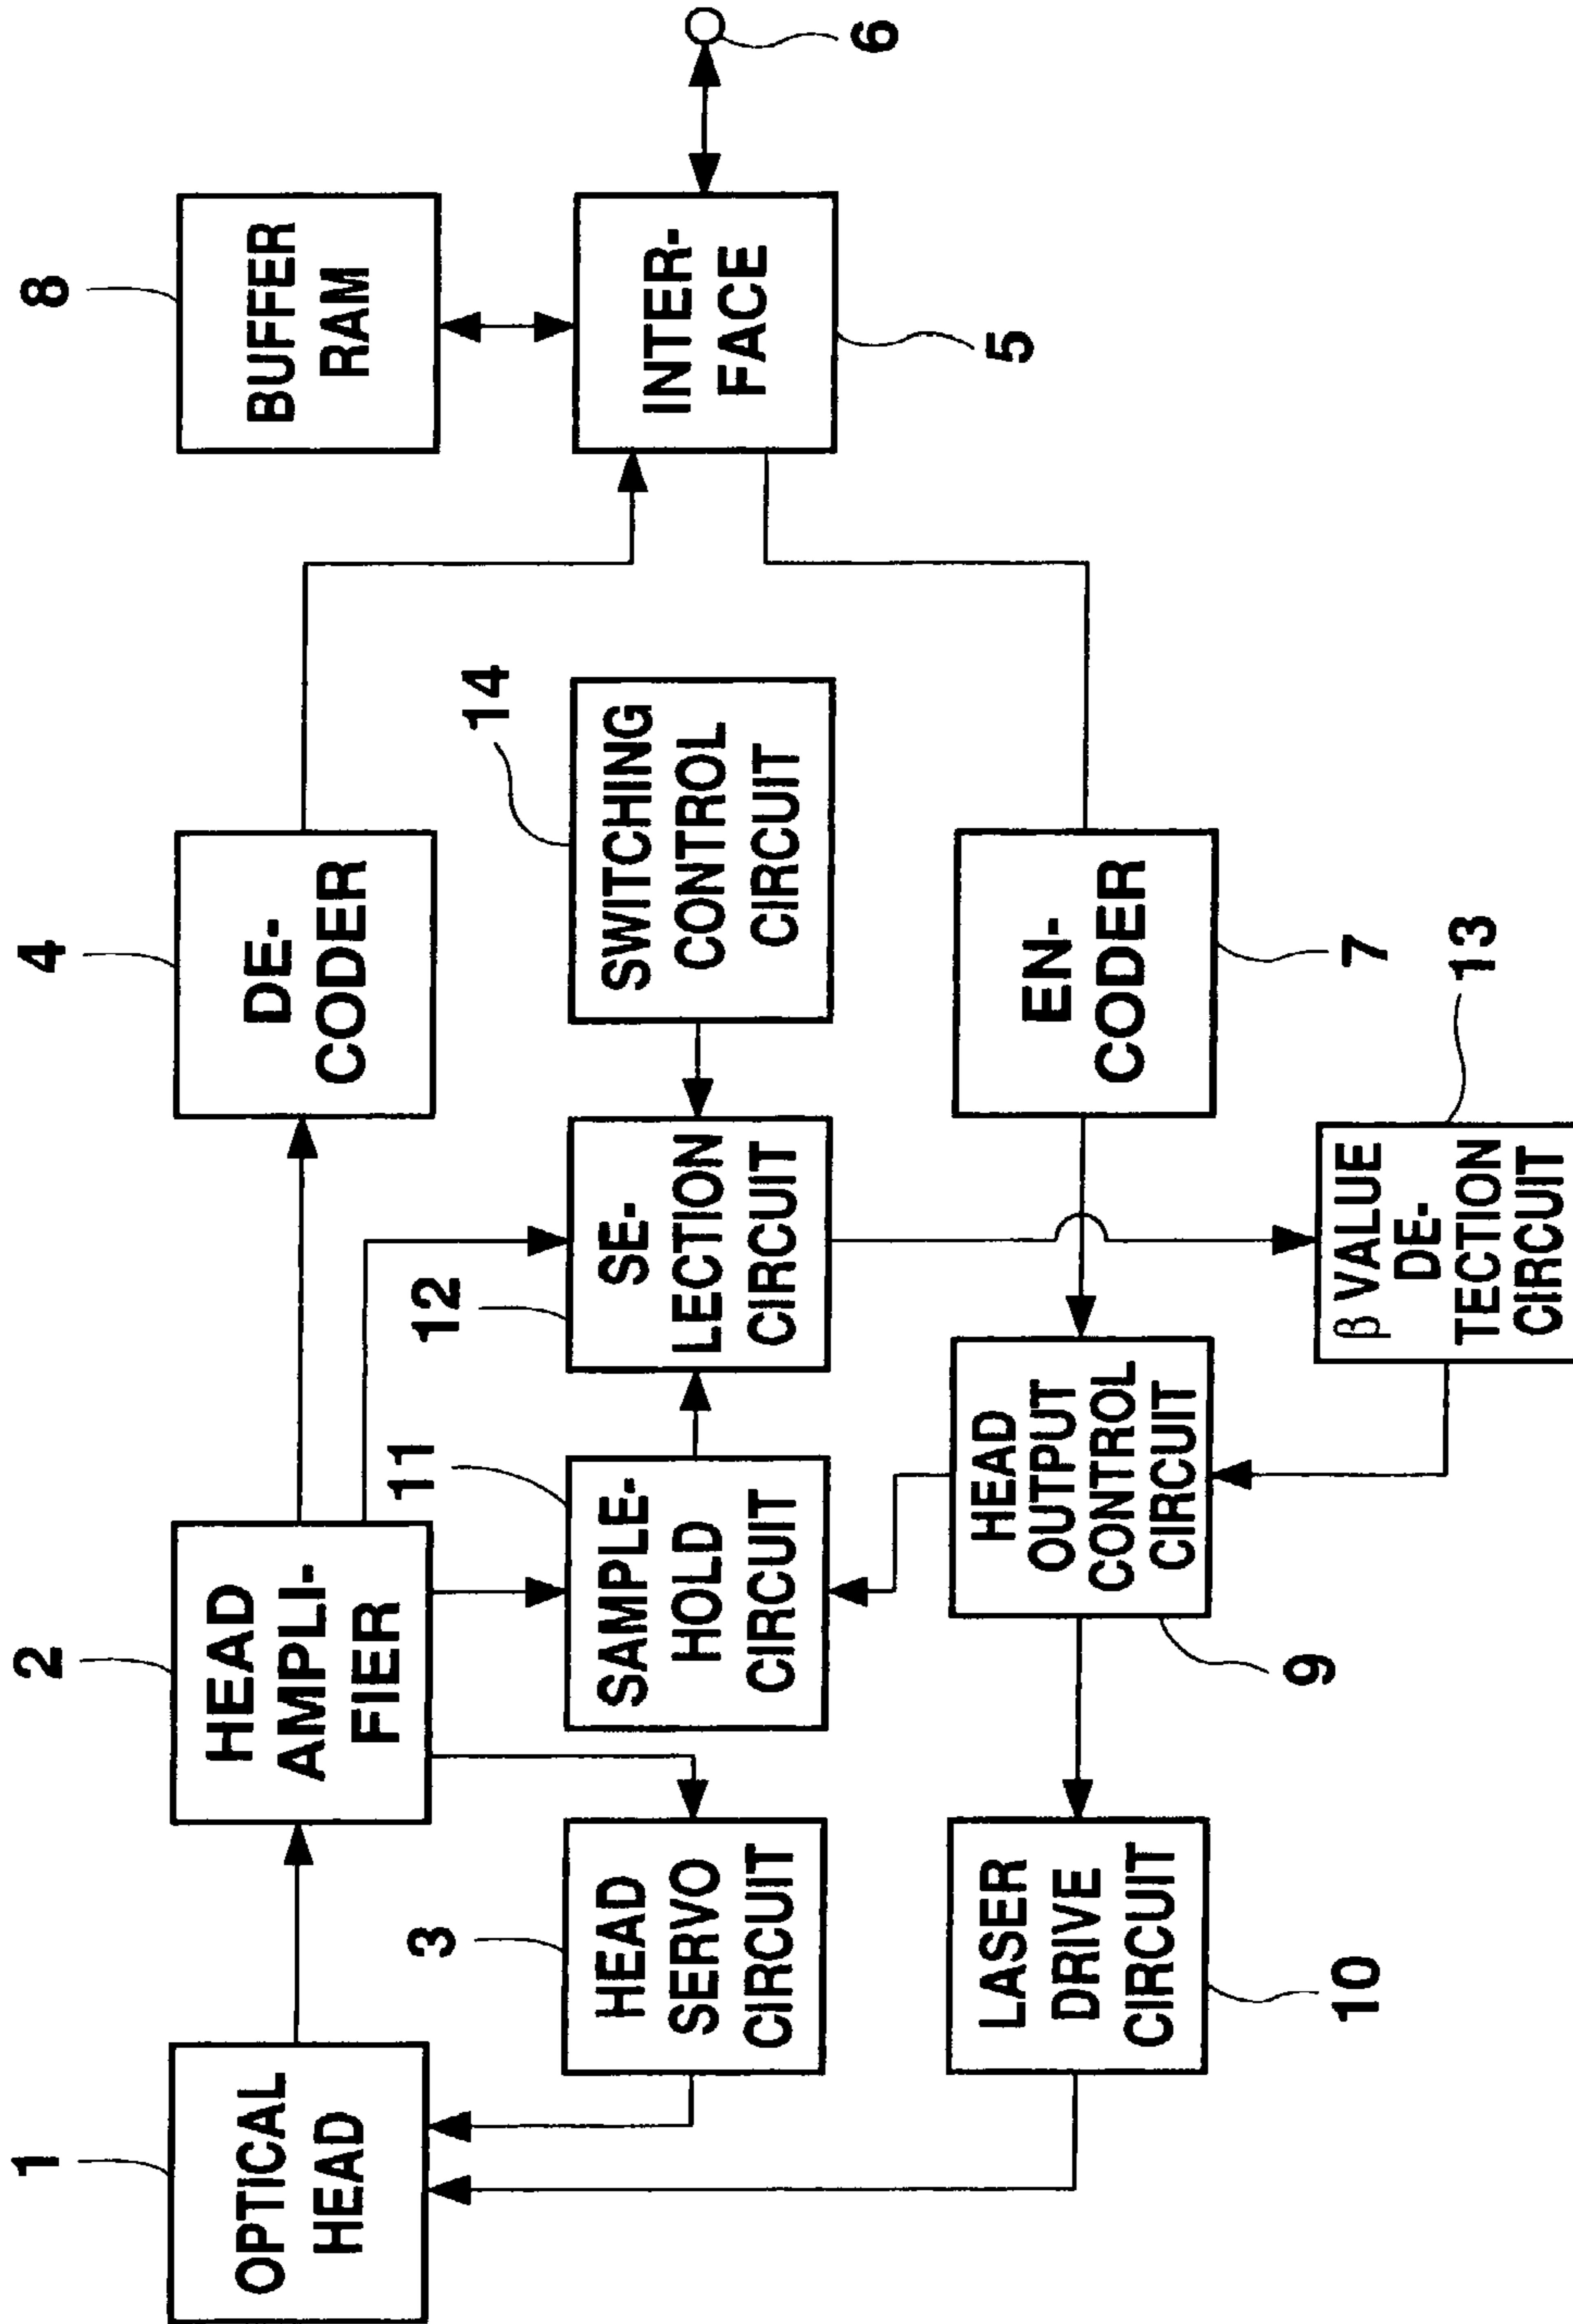 1
OPTICAL
HEAD
2
HEAD
AMPLI-
FIER
4
DE-
CODER
8
BUFFER
RAM
3
HEAD
SERVO
CIRCUIT
11
SAMPLE-
HOLD
CIRCUIT
12
SE-
LECTION
CIRCUIT
14
SWITCHING
CONTROL
CIRCUIT
INTER-
FACE
5
6
LASER
DRIVE
CIRCUIT
10
HEAD
OUTPUT
CONTROL
CIRCUIT
9
EN-
CODER
7
β VALUE
DE-
TECTION
CIRCUIT
13